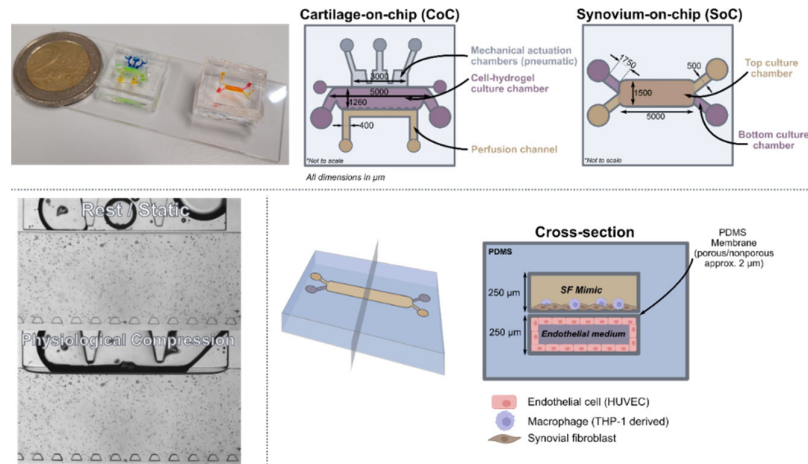 Cartilage-on-chip (CoC)
3000
5000
1260
400
*Not to scale
All dimensions in µm
Mechanical actuation
chambers (pneumatic)
Cell-hydrogel
culture chamber
Perfusion channel
Synovium-on-chip (SoC)
1750
500
1500
5000
*Not to scale
Top culture
chamber
Bottom culture
chamber
Rest / Static
Physiological Compression
Cross-section
PDMS
250 µm
SF Mimic
250 µm
Endothelial medium
PDMS
Membrane
(porous/nonporous
approx. 2 µm)
Endothelial cell (HUVEC)
Macrophage (THP-1 derived)
Synovial fibroblast